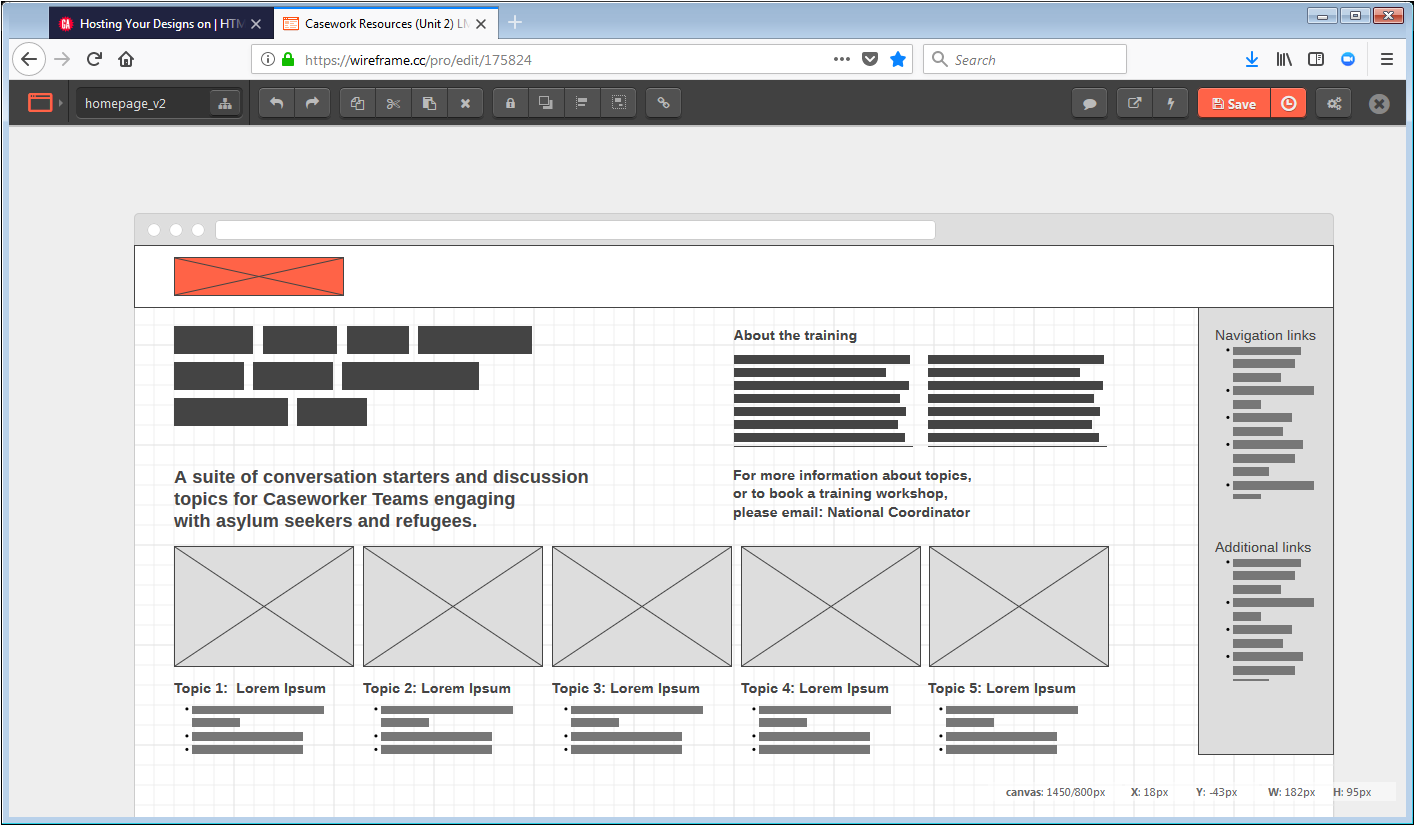 Hosting Your Designs on | HTM
Casework Resources (Unit 2) LM
https://wireframe.cc/pro/edit/175824
Search
homepage_v2
Save
About the training
Navigation links
A suite of conversation starters and discussion
topics for Caseworker Teams engaging
with asylum seekers and refugees.
For more information about topics,
or to book a training workshop,
please email: National Coordinator
Additional links
Topic 1:  Lorem Ipsum
Topic 2: Lorem Ipsum
Topic 3: Lorem Ipsum
Topic 4: Lorem Ipsum
Topic 5: Lorem Ipsum
canvas: 1450/800px X: 18px Y: -43px W: 182px H: 95px